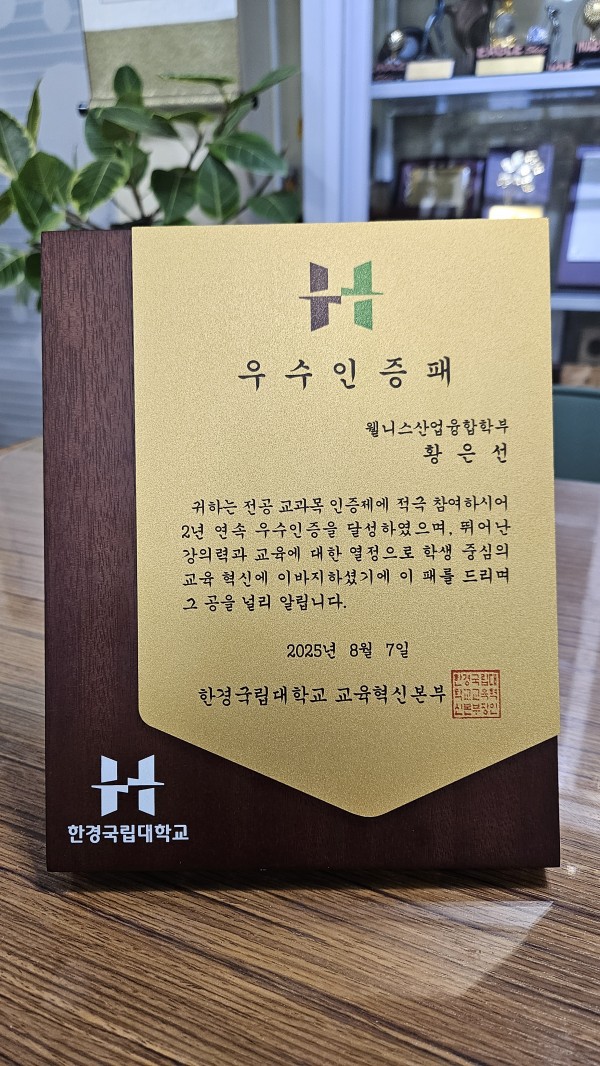 우수인증패
웰니스산업융합학부
황은선
귀하는 전공 교과목 인증제에 적극 참여하시어
2년 연속 우수인증을 달성하였으며, 뛰어난
강의력과 교육에 대한 열정으로 학생 중심의
교육 혁신에 이바지하셨기에 이 패를 드리며
그 공을 널리 알립니다.
2025년 8월 7일
한경국립대학교 교육혁신본부
한경국립대
학교교육혁
신본부장인
한경국립대학교